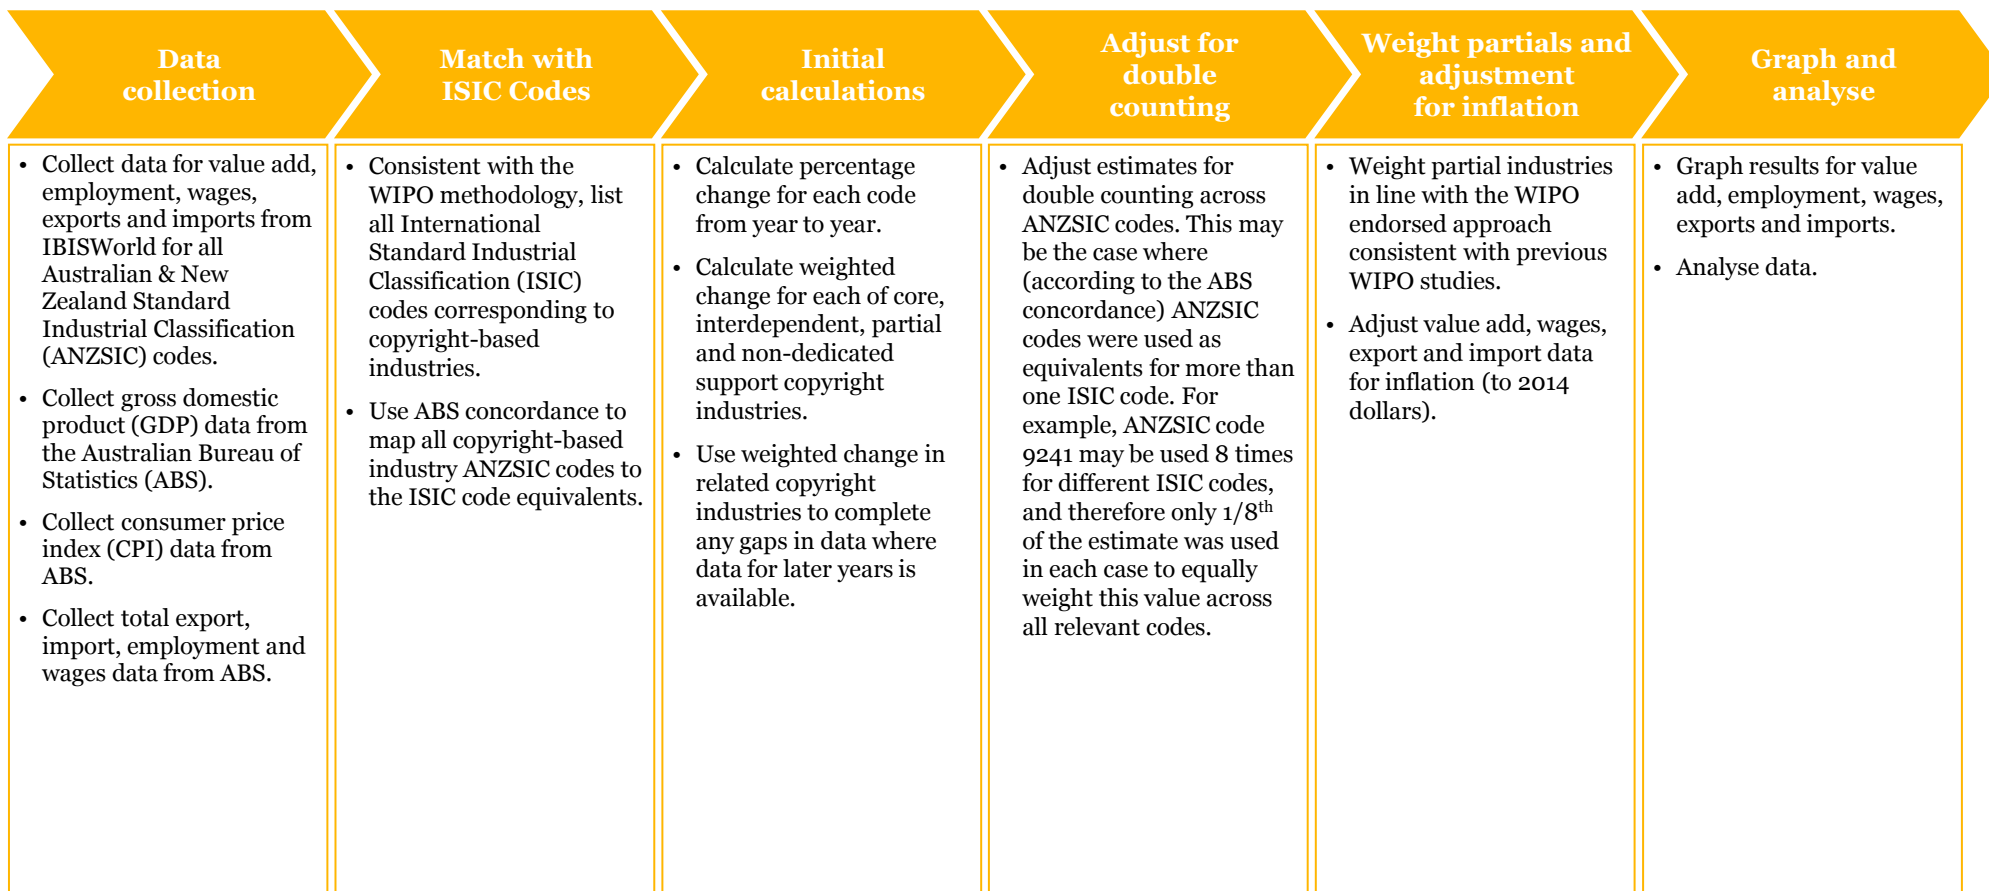 Data
collection
Match with
ISIC Codes
Initial
calculations
Adjust for
double
counting
Weight partials and
adjustment
for inflation
Graph and
analyse
• Collect data for value add,
employment, wages,
exports and imports from
IBISWorld for all
Australian & New
Zealand Standard
Industrial Classification
(ANZSIC) codes.
• Collect gross domestic
product (GDP) data from
the Australian Bureau of
Statistics (ABS).
• Collect consumer price
index (CPI) data from
ABS.
• Collect total export,
import, employment and
wages data from ABS.
• Consistent with the
WIPO methodology, list
all International
Standard Industrial
Classification (ISIC)
codes corresponding to
copyright-based
industries.
• Use ABS concordance to
map all copyright-based
industry ANZSIC codes to
the ISIC code equivalents.
• Calculate percentage
change for each code
from year to year.
• Calculate weighted
change for each of core,
interdependent, partial
and non-dedicated
support copyright
industries.
• Use weighted change in
related copyright
industries to complete
any gaps in data where
data for later years is
available.
• Adjust estimates for
double counting across
ANZSIC codes. This may
be the case where
(according to the ABS
concordance) ANZSIC
codes were used as
equivalents for more than
one ISIC code. For
example, ANZSIC code
9241 may be used 8 times
for different ISIC codes,
and therefore only 1/8th
of the estimate was used
in each case to equally
weight this value across
all relevant codes.
• Weight partial industries
in line with the WIPO
endorsed approach
consistent with previous
WIPO studies.
• Adjust value add, wages,
export and import data
for inflation (to 2014
dollars).
• Graph results for value
add, employment, wages,
exports and imports.
• Analyse data.